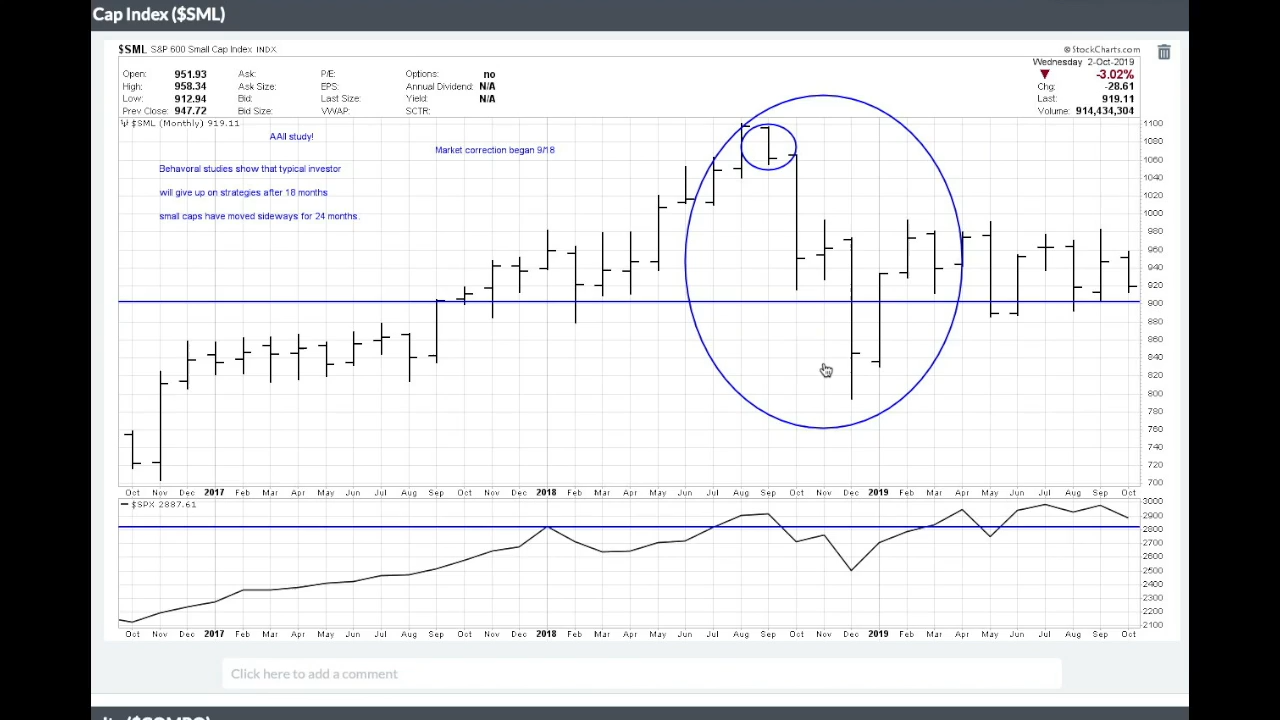 Cap Index ($SML)
$SML S&P 600 Small Cap Index INDX
© StockCharts.com
Wednesday 2-Oct-2019
Open: 951.93 Ask: P/E: Options: no ▼ -3.02%
High: 958.34 Ask Size: EPS: Annual Dividend: N/A Chg: -28.61
Low: 912.94 Bid: Last Size: Yield: N/A Last: 919.11
Prev Close: 947.72 Bid Size: VWAP: SCTR: Volume: 914,434,304
$SML (Monthly) 919.11
AAII study!
Market correction began 9/18
Behavoral studies show that typical investor
will give up on strategies after 18 months
small caps have moved sideways for 24 months.
1100
1080
1060
1040
1020
1000
980
960
940
920
900
880
860
840
820
800
780
760
740
720
700
Oct Nov Dec 2017 Feb Mar Apr May Jun Jul Aug Sep Oct Nov Dec 2018 Feb Mar Apr May Jun Jul Aug Sep Oct Nov Dec 2019 Feb Mar Apr May Jun Jul Aug Sep Oct
$SPX 2887.61
3000
2900
2800
2700
2600
2500
2400
2300
2200
2100
Oct Nov Dec 2017 Feb Mar Apr May Jun Jul Aug Sep Oct Nov Dec 2018 Feb Mar Apr May Jun Jul Aug Sep Oct Nov Dec 2019 Feb Mar Apr May Jun Jul Aug Sep Oct
Click here to add a comment